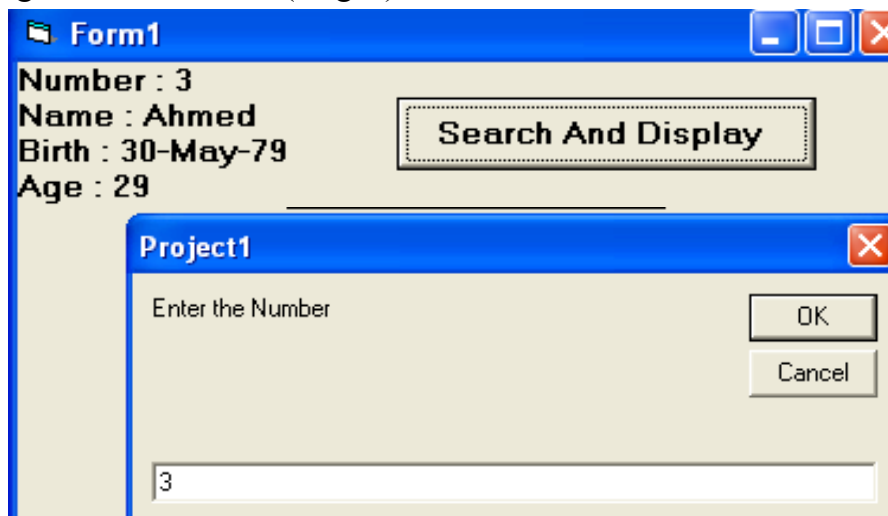 Form1
Number : 3
Name : Ahmed
Birth : 30-May-79
Age : 29
Search And Display
Project1
Enter the Number
OK
Cancel
3